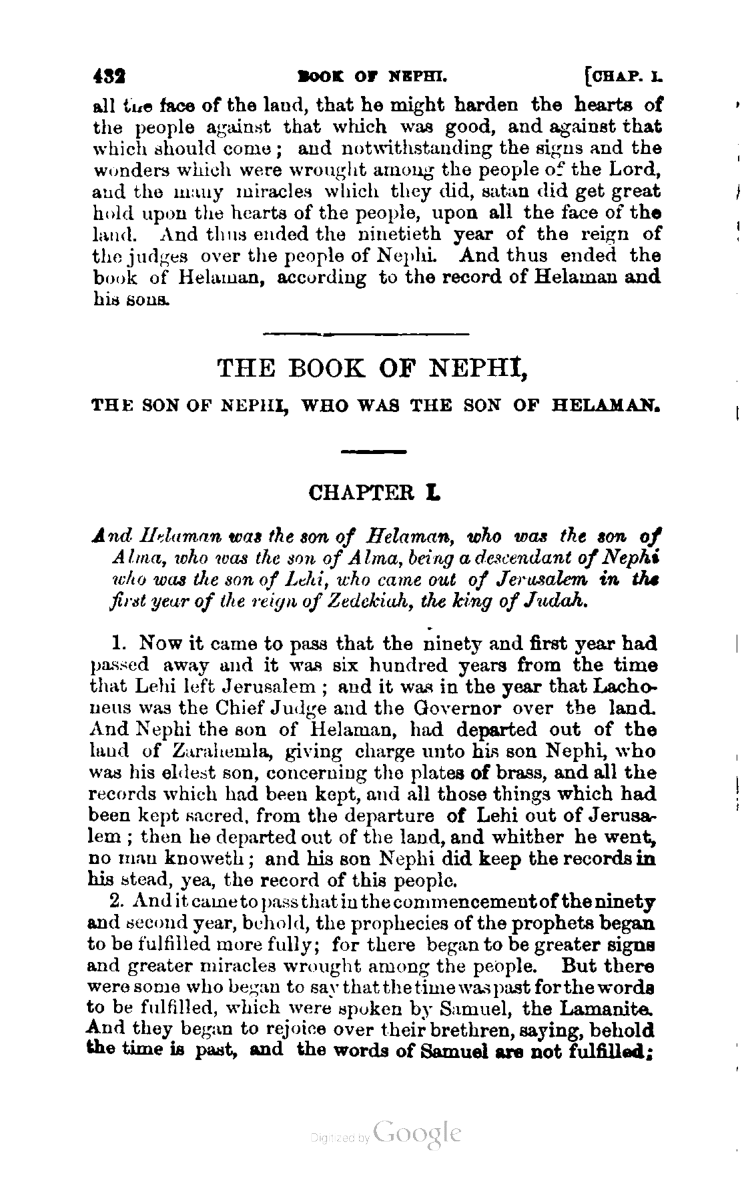 432 BOOK OF NEPHI. [CHAP. I.
all the face of the land, that he might harden the hearts of
the people against that which was good, and against that
which should come; and notwithstanding the signs and the
wonders which were wrought among the people of the Lord,
and the many miracles which they did, satan did get great
hold upon the hearts of the people, upon all the face of the
land. And thus ended the ninetieth year of the reign of
the judges over the people of Nephi. And thus ended the
book of Helaman, according to the record of Helaman and
his sons.
THE BOOK OF NEPHI,
THE SON OF NEPHI, WHO WAS THE SON OF HELAMAN.
CHAPTER I.
And Helaman was the son of Helaman, who was the son of
Alma, who was the son of Alma, being a descendant of Nephi
who was the son of Lehi, who came out of Jerusalem in the
first year of the reign of Zedekiah, the king of Judah.
1. Now it came to pass that the ninety and first year had
passed away and it was six hundred years from the time
that Lehi left Jerusalem; and it was in the year that Lacho-
neus was the Chief Judge and the Governor over the land.
And Nephi the son of Helaman, had departed out of the
land of Zarahemla, giving charge unto his son Nephi, who
was his eldest son, concerning the plates of brass, and all the
records which had been kept, and all those things which had
been kept sacred, from the departure of Lehi out of Jerusa-
lem; then he departed out of the land, and whither he went,
no man knoweth; and his son Nephi did keep the records in
his stead, yea, the record of this people.
2. And it came to pass that in the commencement of the ninety
and second year, behold, the prophecies of the prophets began
to be fulfilled more fully; for there began to be greater signs
and greater miracles wrought among the people. But there
were some who began to say that the time was past for the words
to be fulfilled, which were spoken by Samuel, the Lamanite.
And they began to rejoice over their brethren, saying, behold
the time is past, and the words of Samuel are not fulfilled;
Digitized by Google